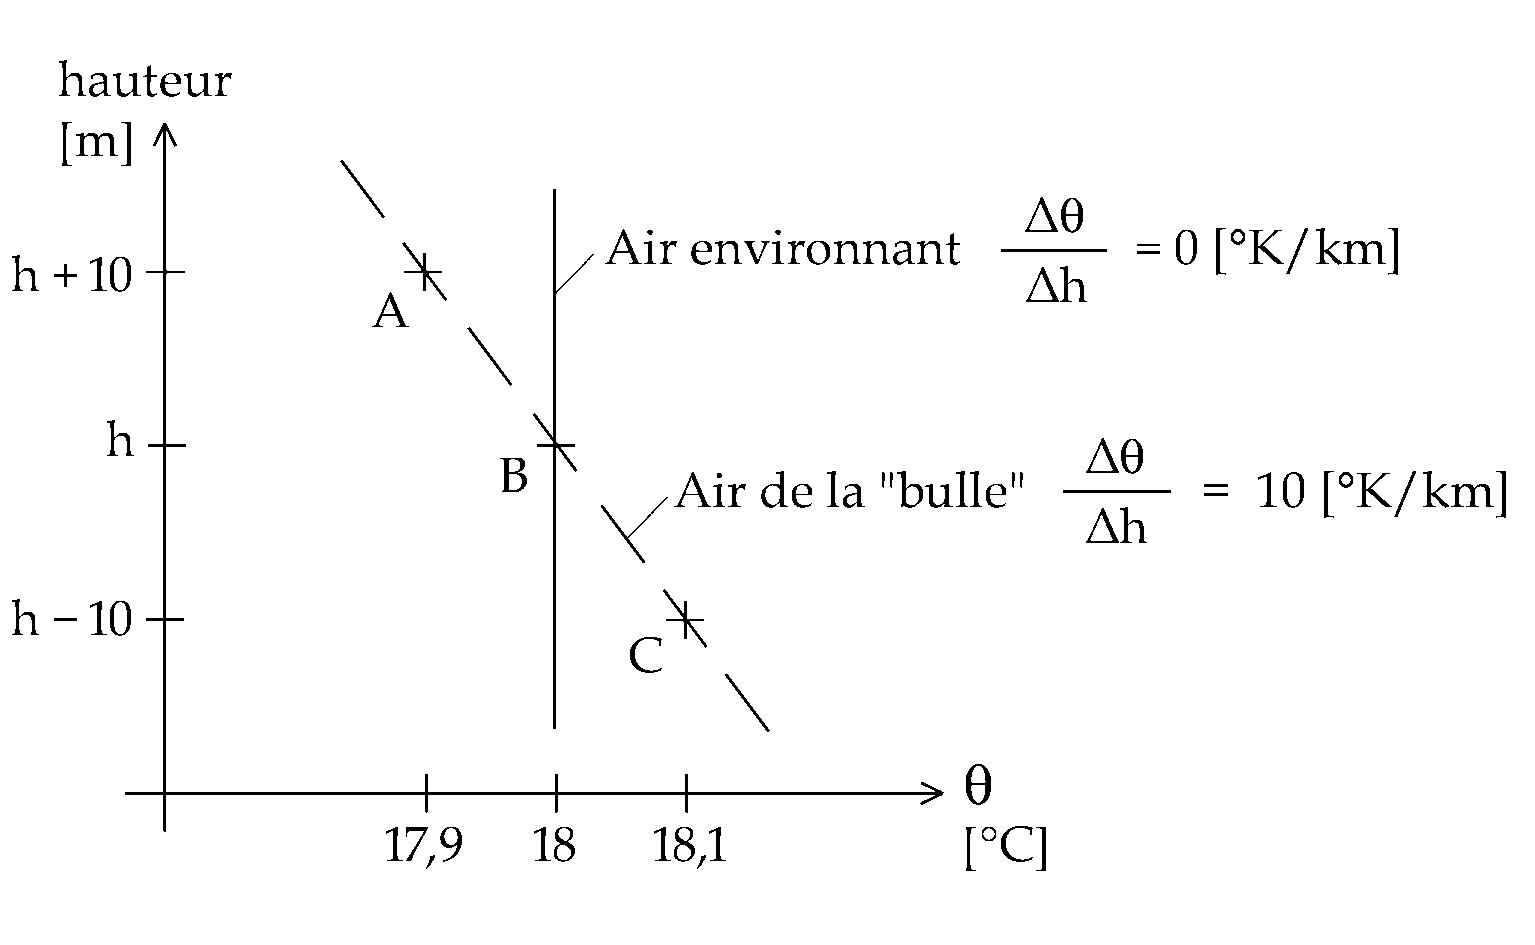 hauteur
[m]
h + 10
A
Air environnant Δθ/Δh = 0 [°K/km]
h
B
Air de la "bulle" Δθ/Δh = 10 [°K/km]
h – 10
C
θ
17,9 18 18,1 [°C]